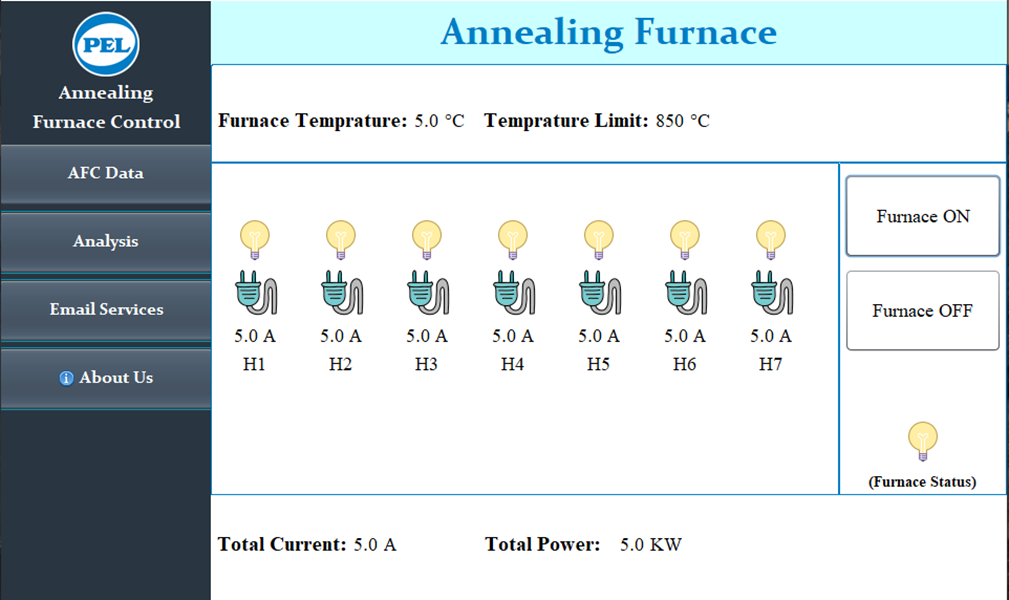 PEL
Annealing
Furnace Control
AFC Data
Analysis
Email Services
About Us
Annealing Furnace
Furnace Temprature: 5.0 °C Temprature Limit: 850 °C
5.0 A 5.0 A 5.0 A 5.0 A 5.0 A 5.0 A 5.0 A
H1 H2 H3 H4 H5 H6 H7
Furnace ON
Furnace OFF
(Furnace Status)
Total Current: 5.0 A Total Power: 5.0 KW